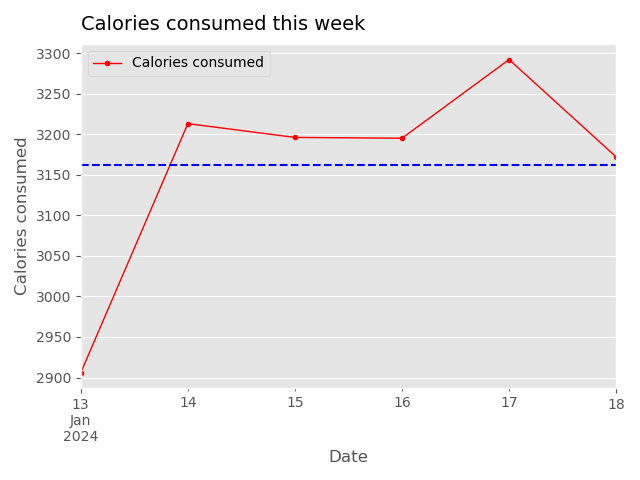 Calories consumed this week
Calories consumed
3300
3250
3200
3150
3100
3050
3000
2950
2900
Calories consumed
13 14 15 16 17 18
Jan
2024
Date